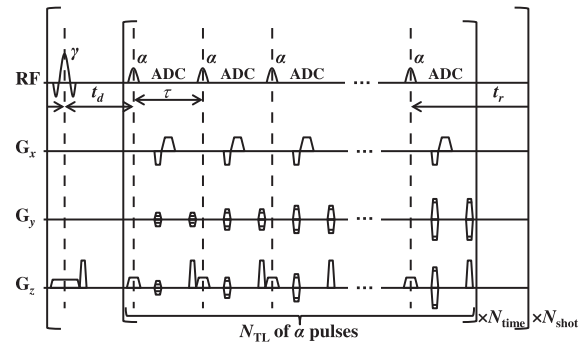 γ
α α α α
RF ADC ADC ADC ... ADC
t_d τ t_r
G_x ...
G_y ...
G_z
N_TL of α pulses ×N_time ×N_shot